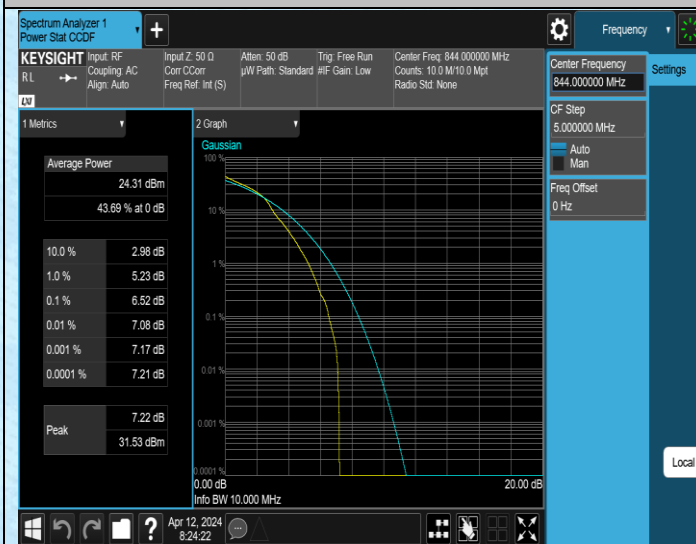 Spectrum Analyzer 1
Power Stat CCDF
+
Frequency
KEYSIGHT
RL
LXI
Input: RF
Coupling: AC
Align: Auto
Input Z: 50 Ω
Corr CCorr
Freq Ref: Int (S)
Atten: 50 dB
µW Path: Standard
Trig: Free Run
#IF Gain: Low
Center Freq: 844.000000 MHz
Counts: 10.0 M/10.0 Mpt
Radio Std: None
Center Frequency
844.000000 MHz
Settings
CF Step
5.000000 MHz
Auto
Man
Freq Offset
0 Hz
1 Metrics
Average Power
24.31 dBm
43.69 % at 0 dB
10.0 % 2.98 dB
1.0 % 5.23 dB
0.1 % 6.52 dB
0.01 % 7.08 dB
0.001 % 7.17 dB
0.0001 % 7.21 dB
Peak
7.22 dB
31.53 dBm
2 Graph
Gaussian
100 %
10 %
1 %
0.1 %
0.01 %
0.001 %
0.0001 %
0.00 dB 20.00 dB
Info BW 10.000 MHz
Local
?
Apr 12, 2024
8:24:22